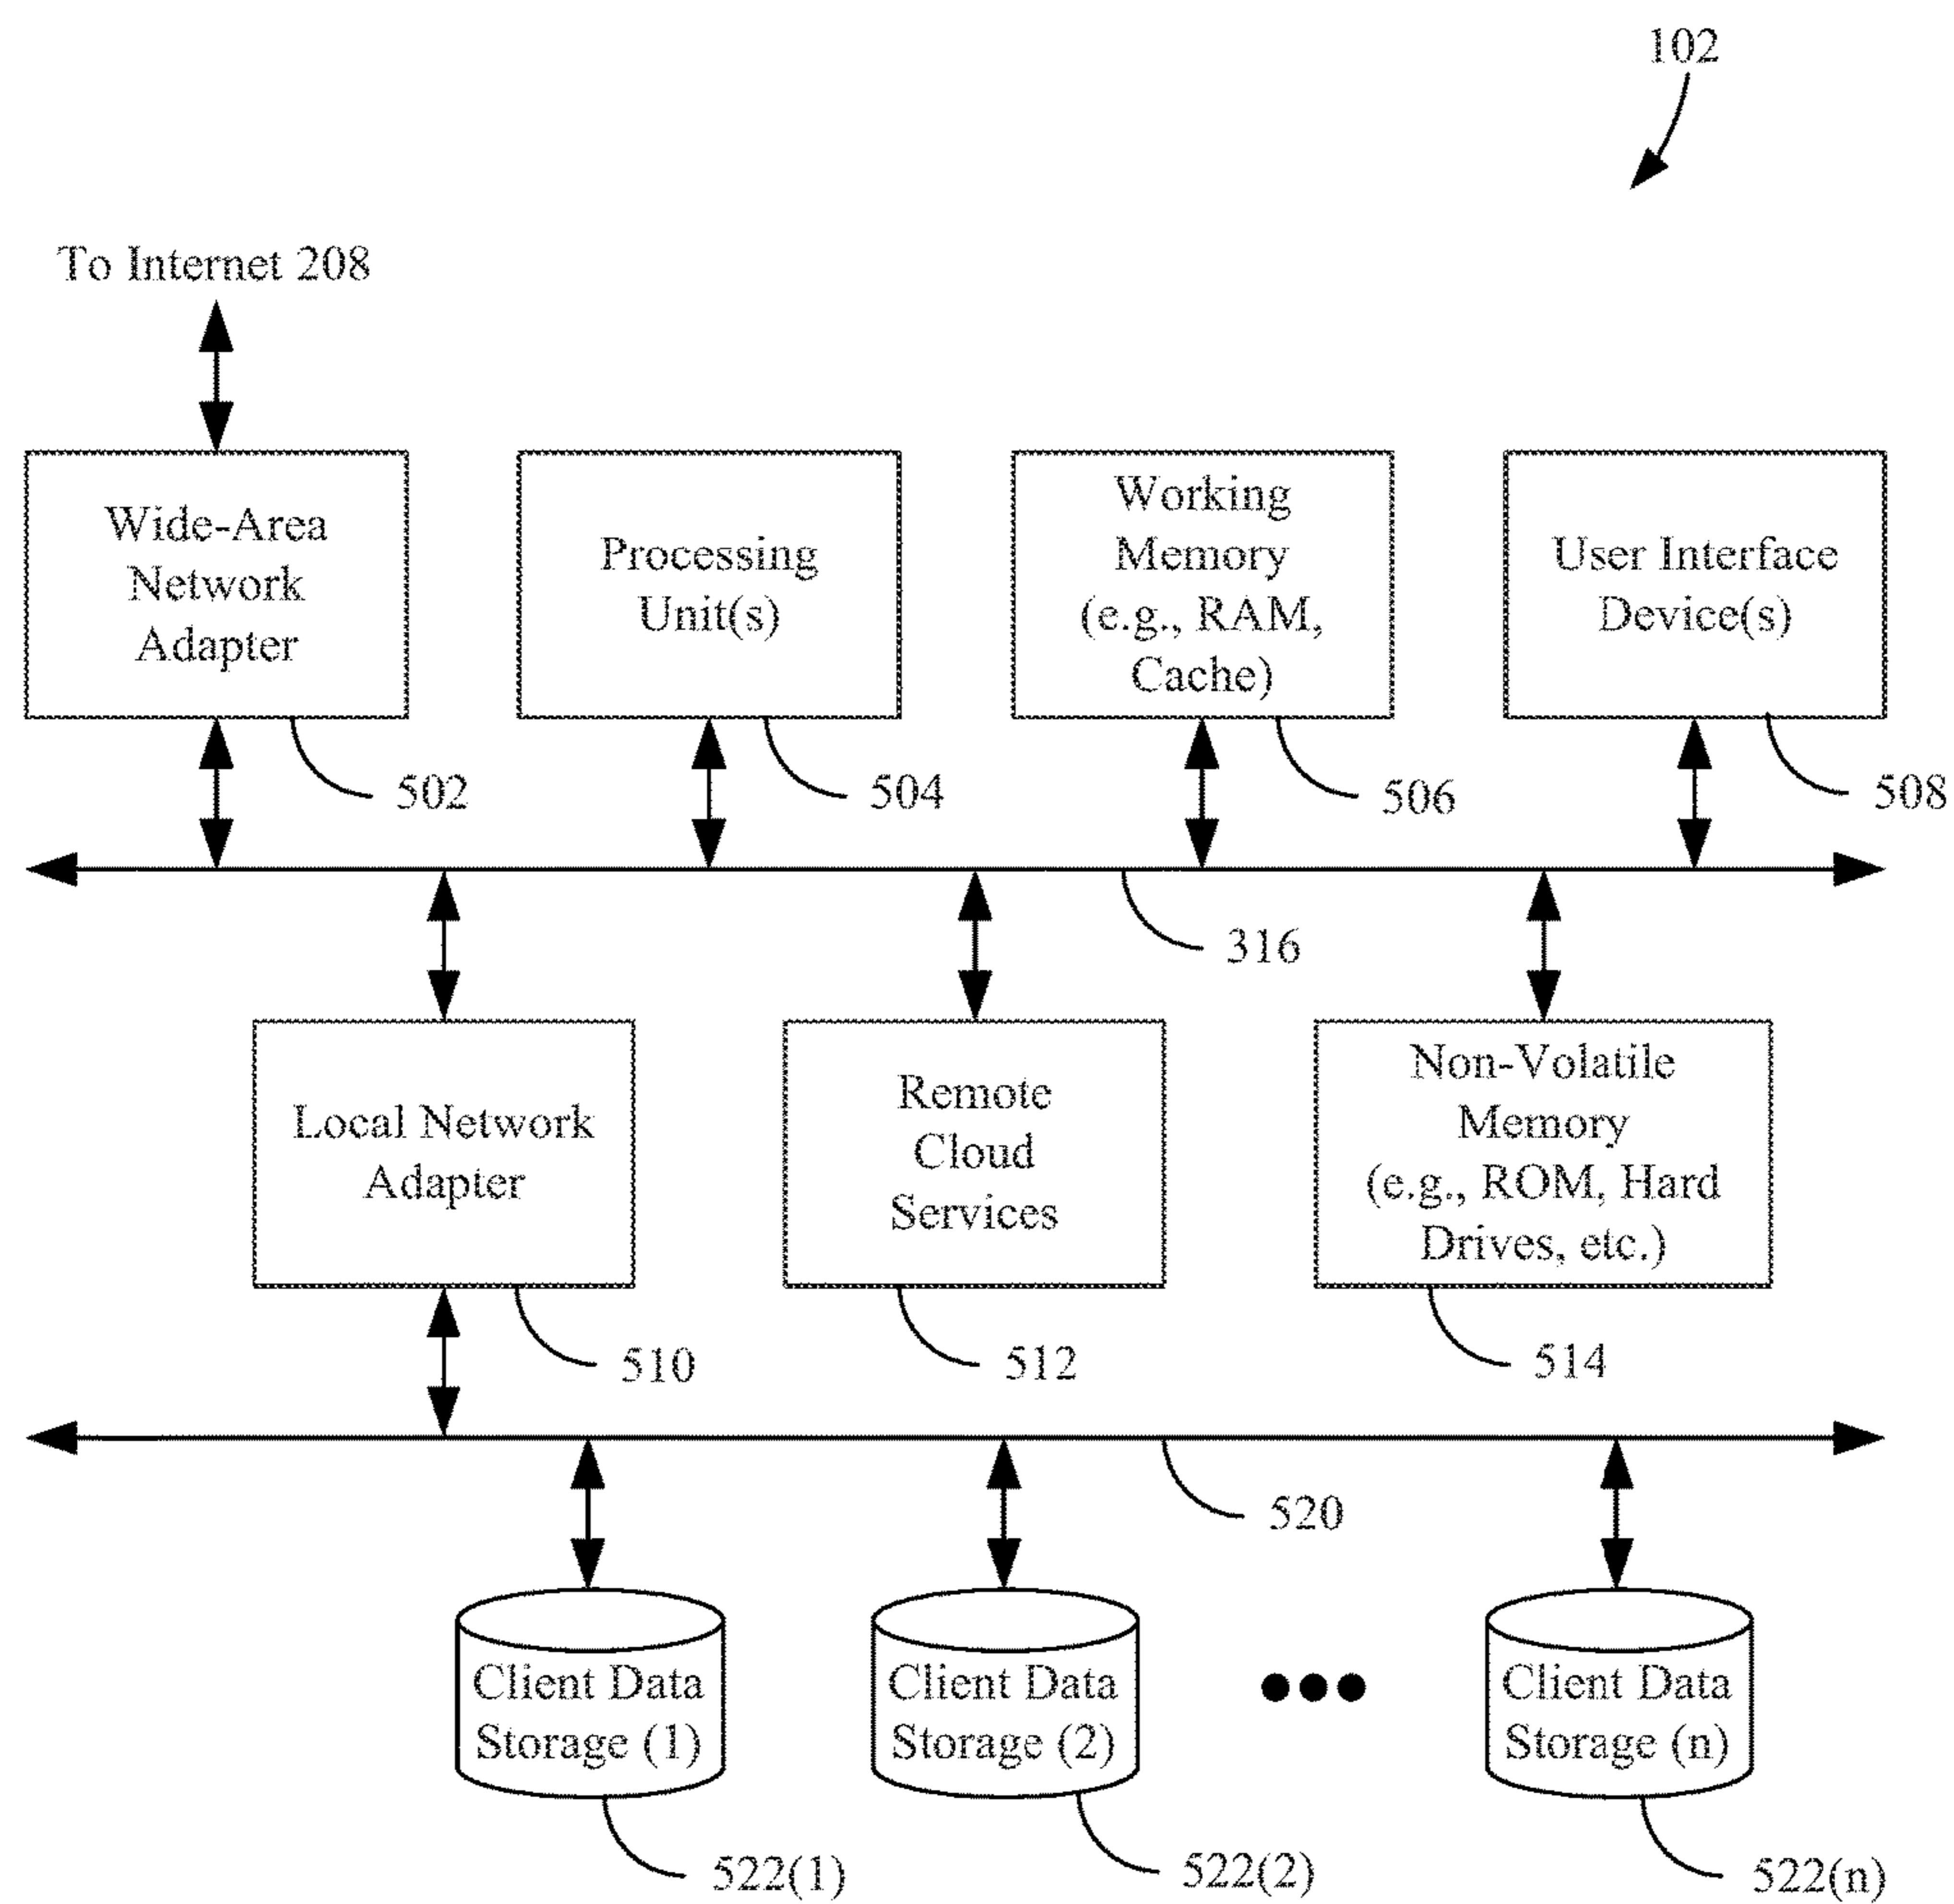 102
To Internet 208
Wide-Area
Network
Adapter
Processing
Unit(s)
Working
Memory
(e.g., RAM,
Cache)
User Interface
Device(s)
502
504
506
508
316
Local Network
Adapter
Remote
Cloud
Services
Non-Volatile
Memory
(e.g., ROM, Hard
Drives, etc.)
510
512
514
520
Client Data
Storage (1)
Client Data
Storage (2)
Client Data
Storage (n)
522(1)
522(2)
522(n)